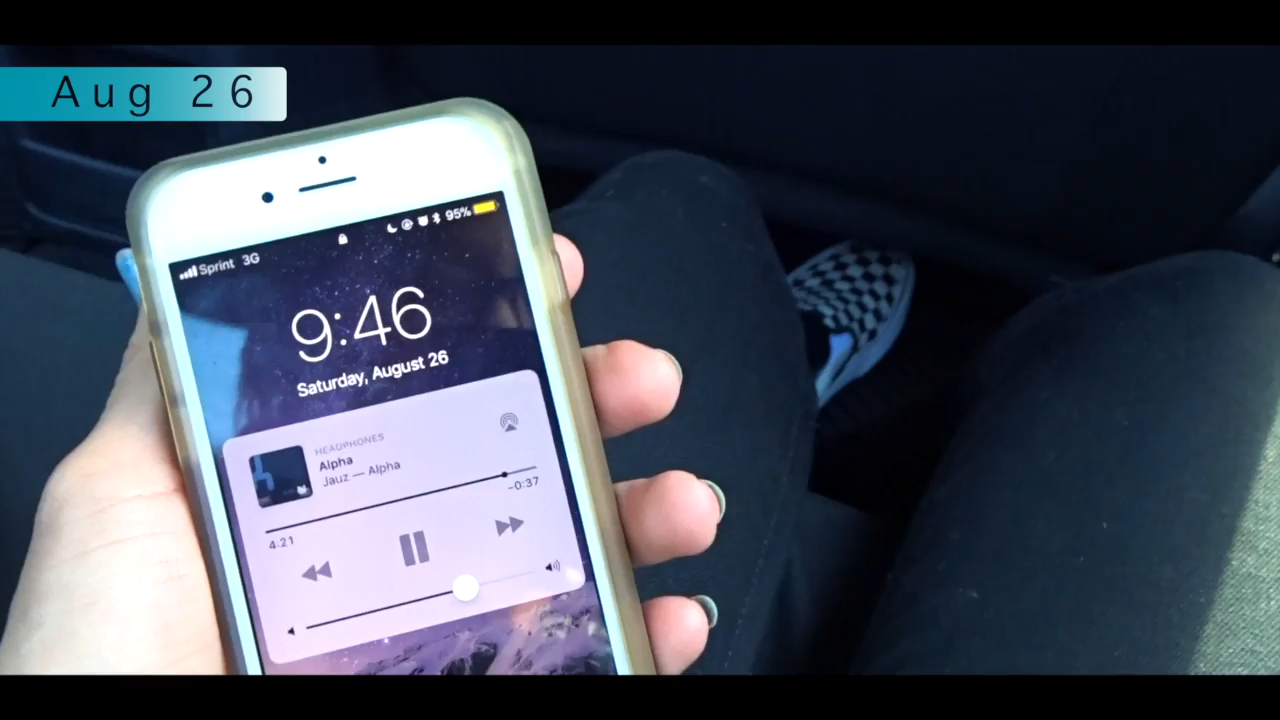 Aug 26
Sprint 3G 95%
9:46
Saturday, August 26
HEADPHONES
Alpha
Jauz — Alpha
4:21 -0:37